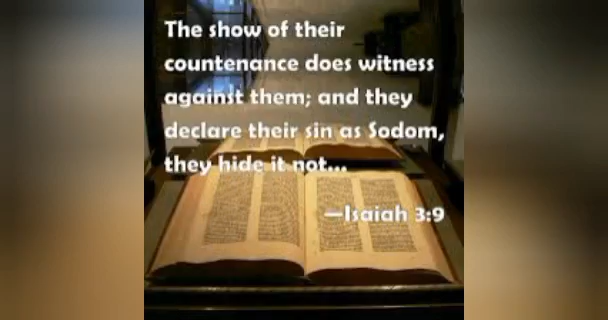 The show of their
countenance does witness
against them; and they
declare their sin as Sodom,
they hide it not...
—Isaiah 3:9